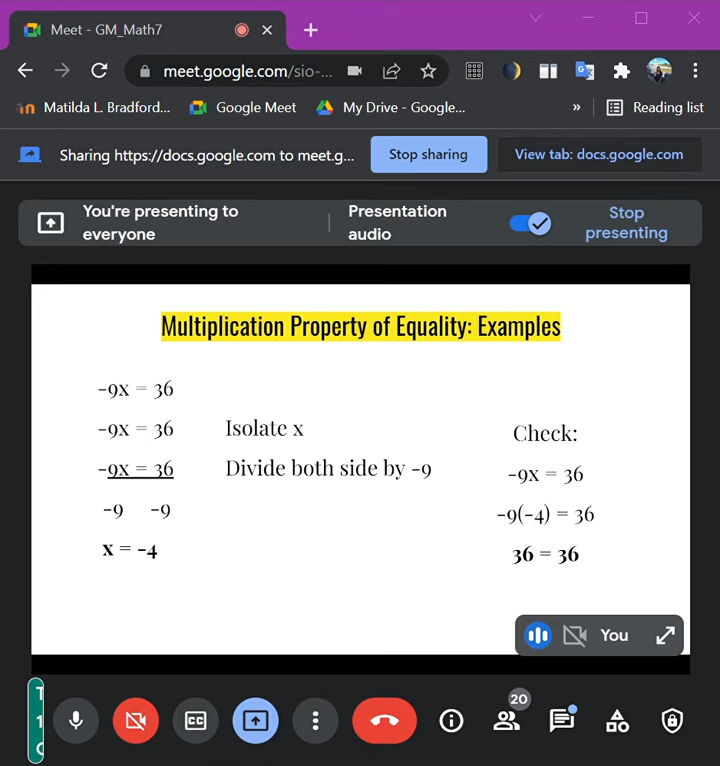 Meet - GM_Math7
meet.google.com/sio-...
Matilda L. Bradford...
Google Meet
My Drive - Google...
»
Reading list
Sharing https://docs.google.com to meet.g...
Stop sharing
View tab: docs.google.com
You're presenting to
everyone
Presentation
audio
Stop
presenting
Multiplication Property of Equality: Examples
-9x = 36
-9x = 36 Isolate x
-9x = 36 Divide both side by -9
-9 -9
x = -4
Check:
-9x = 36
-9(-4) = 36
36 = 36
You
20
CC